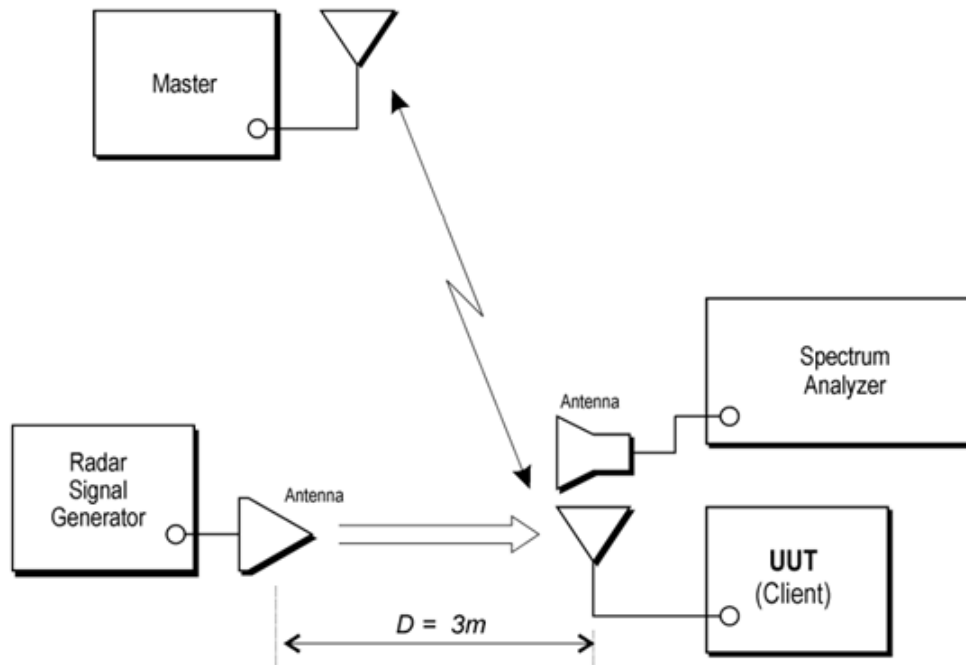 Master
Spectrum
Analyzer
Antenna
Radar
Signal
Generator
Antenna
UUT
(Client)
D = 3m